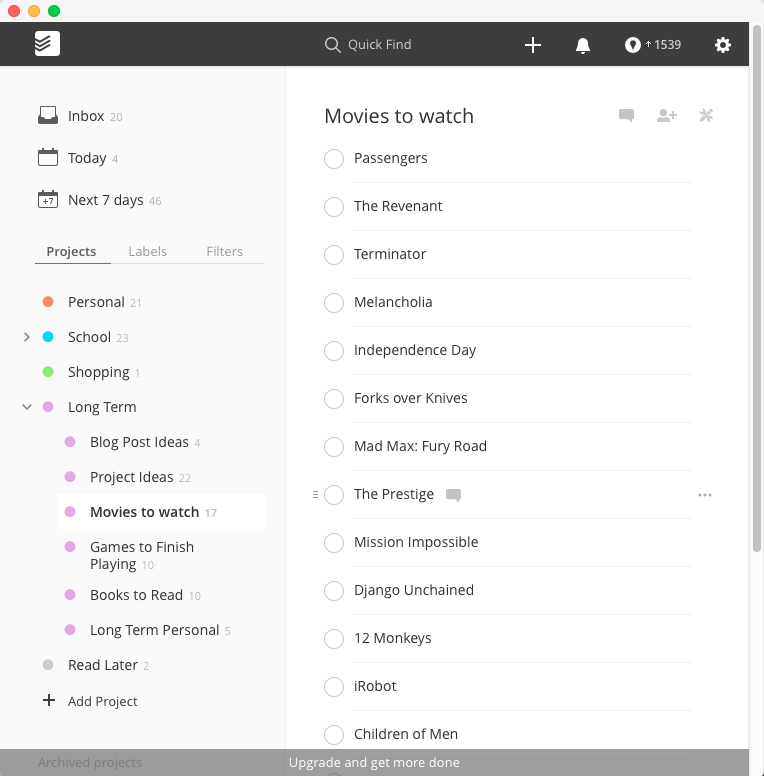 Quick Find
1539
Inbox 20
Today 4
+7 Next 7 days 46
Projects Labels Filters
Personal 21
School 23
Shopping 1
Long Term
Blog Post Ideas 4
Project Ideas 22
Movies to watch 17
Games to Finish
Playing 10
Books to Read 10
Long Term Personal 5
Read Later 2
+ Add Project
Archived projects
Movies to watch
Passengers
The Revenant
Terminator
Melancholia
Independence Day
Forks over Knives
Mad Max: Fury Road
The Prestige
Mission Impossible
Django Unchained
12 Monkeys
iRobot
Children of Men
Upgrade and get more done